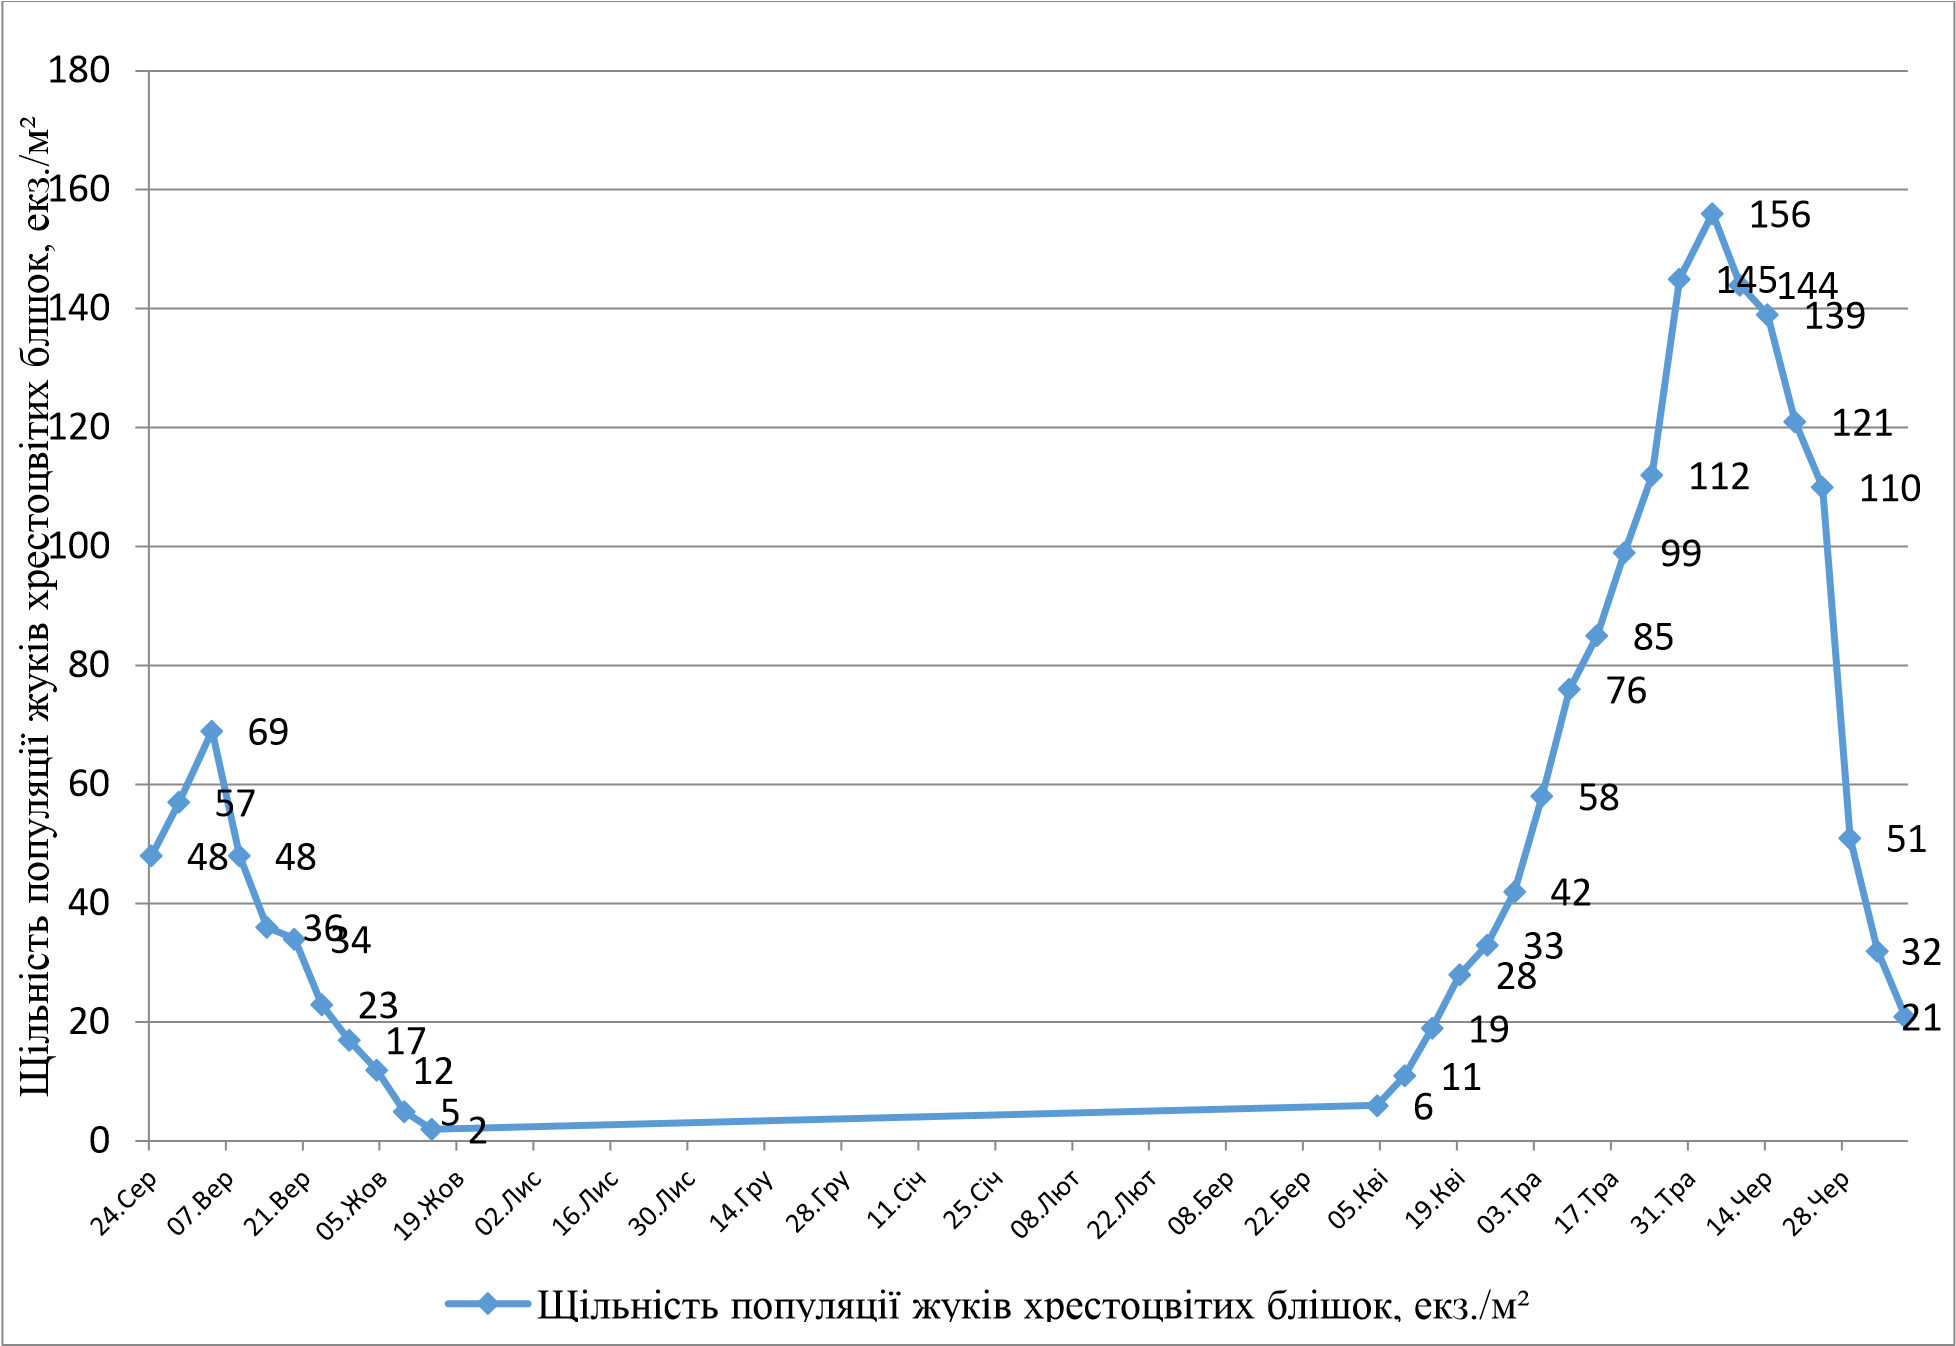 Щільність популяції жуків хрестоцвітих блішок, екз./м²
180
160
140
120
100
80
60
40
20
0
48
57
69
48
36
34
23
17
12
5
2
6
11
19
28
33
42
58
76
85
99
112
145
156
144
139
121
110
51
32
21
24.Сер
07.Вер
21.Вер
05.Жов
19.Жов
02.Лис
16.Лис
30.Лис
14.Гру
28.Гру
11.Січ
25.Січ
08.Лют
22.Лют
08.Бер
22.Бер
05.Кві
19.Кві
03.Тра
17.Тра
31.Тра
14.Чер
28.Чер
Щільність популяції жуків хрестоцвітих блішок, екз./м²